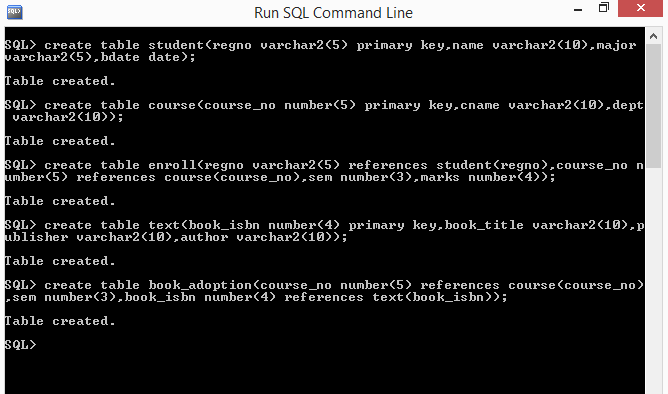 SQL
Run SQL Command Line
SQL> create table student(regno varchar2(5) primary key,name varchar2(10),major
varchar2(5),bdate date);
Table created.
SQL> create table course(course_no number(5) primary key,cname varchar2(10),dept
varchar2(10));
Table created.
SQL> create table enroll(regno varchar2(5) references student(regno),course_no n
umber(5) references course(course_no),sem number(3),marks number(4));
Table created.
SQL> create table text(book_isbn number(4) primary key,book_title varchar2(10),p
ublisher varchar2(10),author varchar2(10));
Table created.
SQL> create table book_adoption(course_no number(5) references course(course_no)
,sem number(3),book_isbn number(4) references text(book_isbn));
Table created.
SQL>